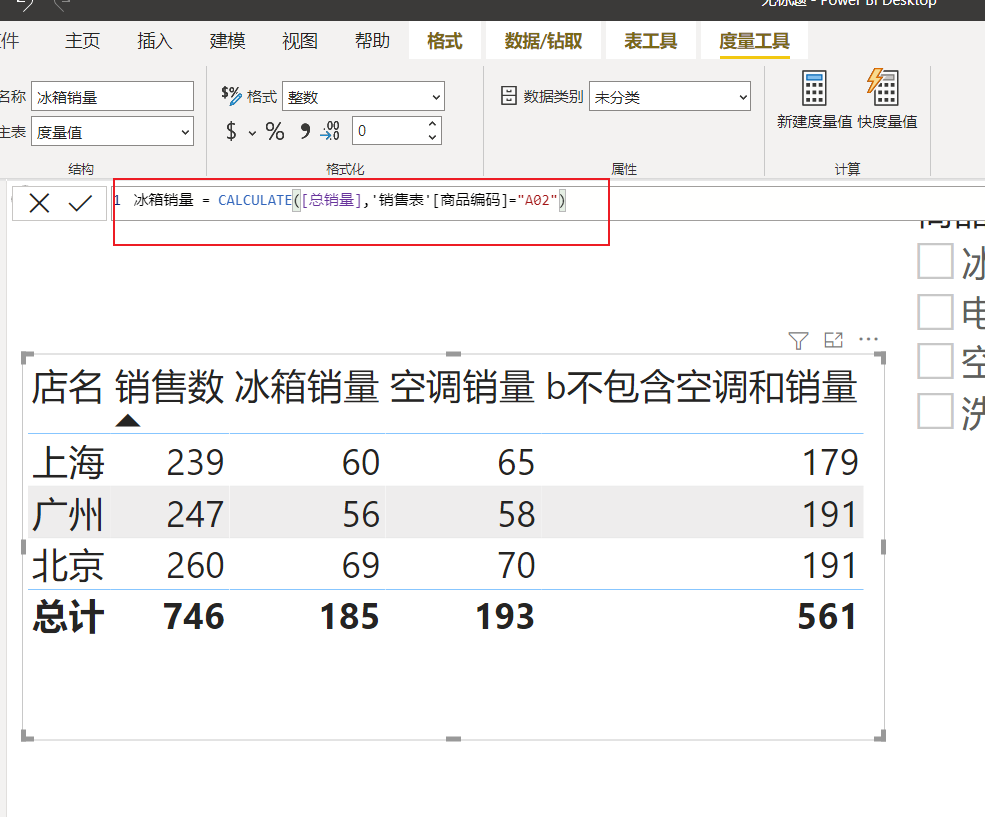 Power BI Desktop
件 主页 插入 建模 视图 帮助 格式 数据/钻取 表工具 度量工具
名称 冰箱销量 $% 格式 整数 数据类别 未分类
主表 度量值 $ % , .00 0 新建度量值 快度量值
结构 格式化 属性 计算
1 冰箱销量 = CALCULATE([总销量],'销售表'[商品编码]="A02")
冰
电
空
洗
店名 销售数 冰箱销量 空调销量 b不包含空调和销量
上海 239 60 65 179
广州 247 56 58 191
北京 260 69 70 191
总计 746 185 193 561